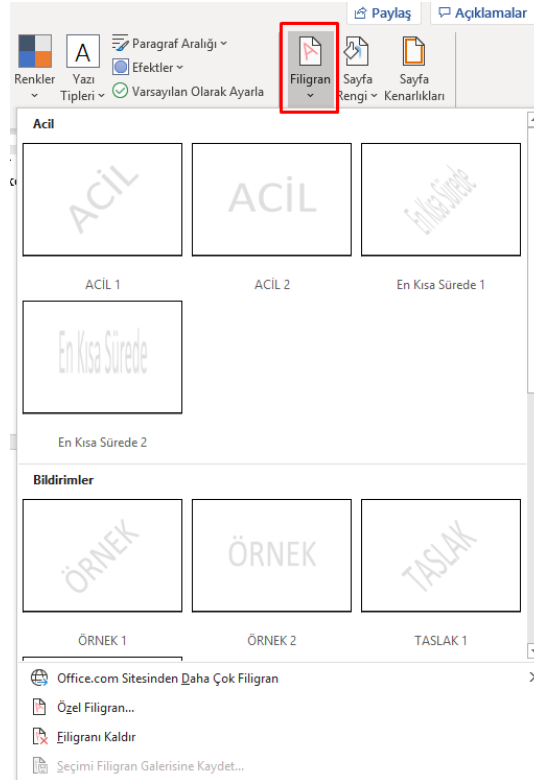 Paylaş Açıklamalar
Paragraf Aralığı
Efektler
Varsayılan Olarak Ayarla
Renkler
Yazı
Tipleri
A
Filigran
Sayfa
Rengi
Sayfa
Kenarlıkları
Acil
ACİL
ACİL
En Kısa Sürede
ACİL 1
ACİL 2
En Kısa Sürede 1
En Kısa Sürede
En Kısa Sürede 2
Bildirimler
ÖRNEK
ÖRNEK
TASLAK
ÖRNEK 1
ÖRNEK 2
TASLAK 1
Office.com Sitesinden Daha Çok Filigran
Özel Filigran...
Filigranı Kaldır
Seçimi Filigran Galerisine Kaydet...